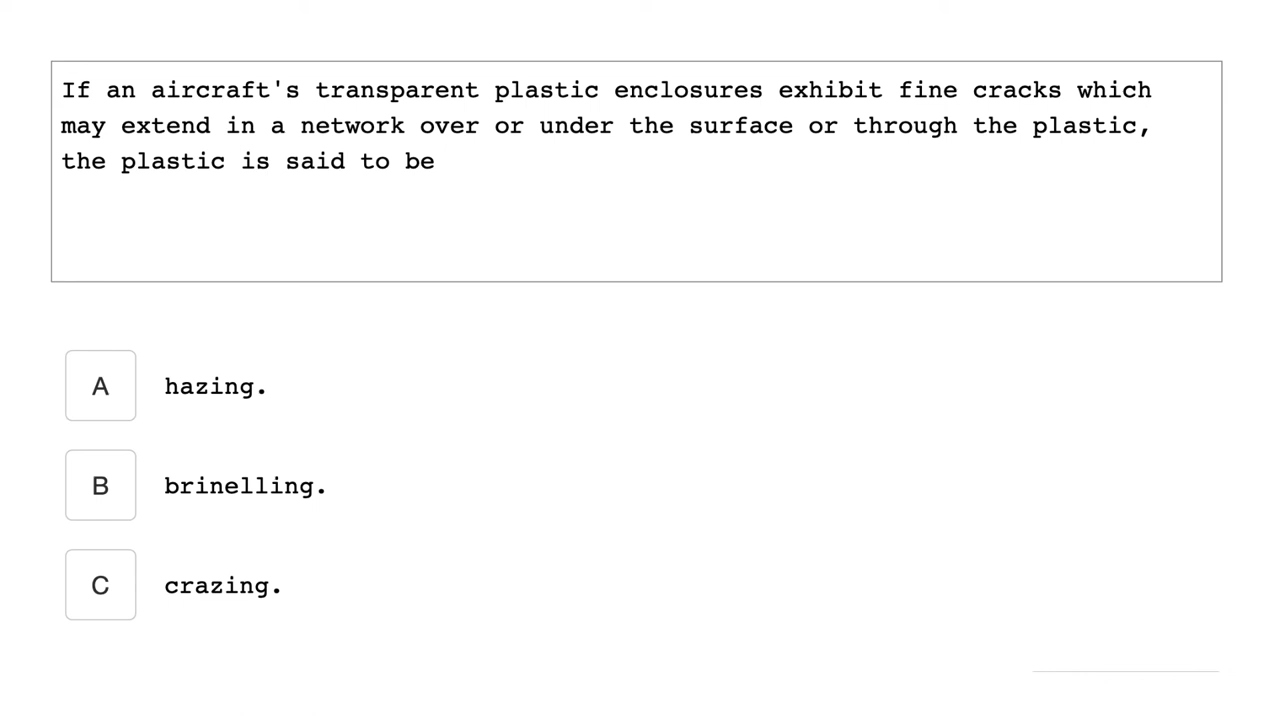 If an aircraft's transparent plastic enclosures exhibit fine cracks which
may extend in a network over or under the surface or through the plastic,
the plastic is said to be
A hazing.
B brinelling.
C crazing.